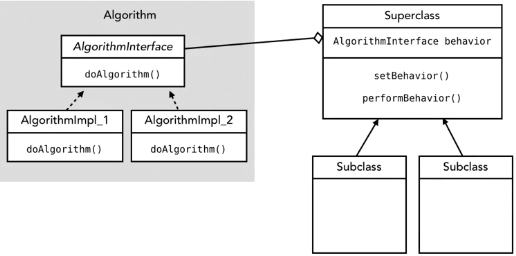 Algorithm
AlgorithmInterface
doAlgorithm()
AlgorithmImpl_1
doAlgorithm()
AlgorithmImpl_2
doAlgorithm()
Superclass
AlgorithmInterface behavior
setBehavior()
performBehavior()
Subclass
Subclass